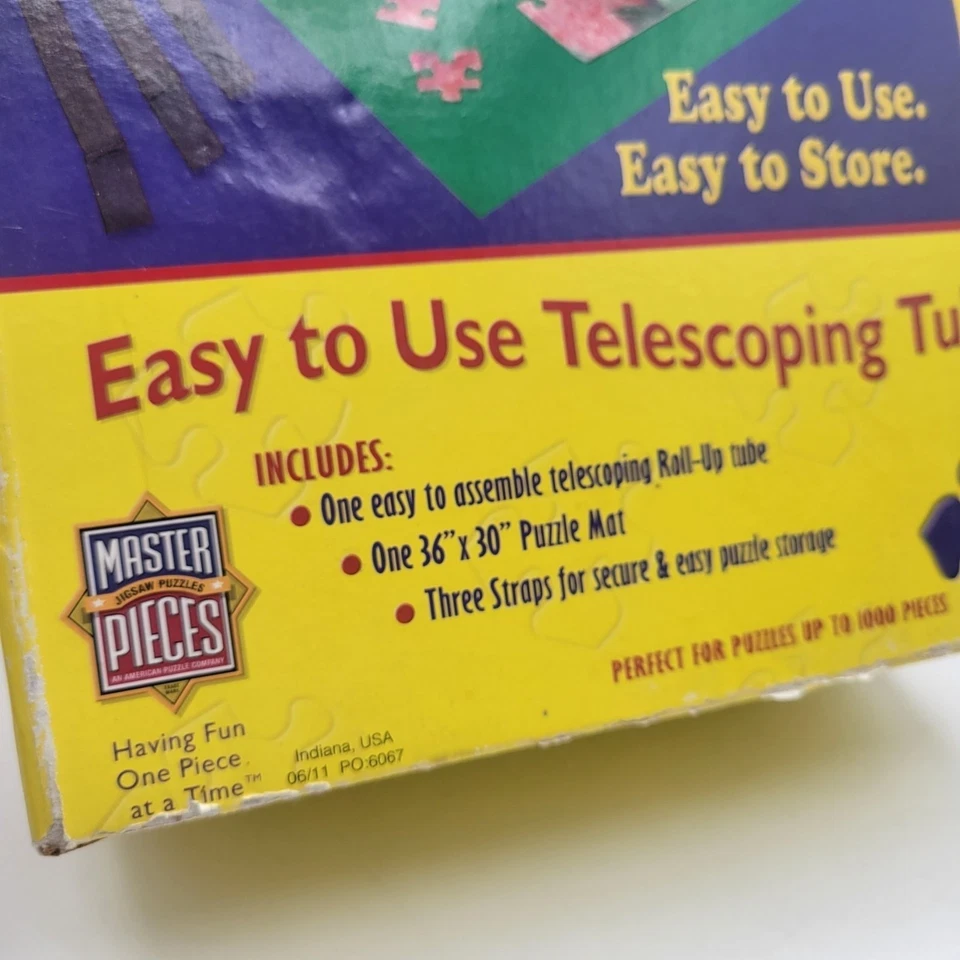 Easy to Use.
Easy to Store.
Easy to Use Telescoping Tu
INCLUDES:
• One easy to assemble telescoping Roll-Up tube
• One 36" x 30" Puzzle Mat
• Three Straps for secure & easy puzzle storage
PERFECT FOR PUZZLES UP TO 1000 PIECES
MASTER
JIGSAW PUZZLES
PIECES
AN AMERICAN PUZZLE COMPANY
Having Fun
One Piece
at a Time™
Indiana, USA
06/11 PO:6067